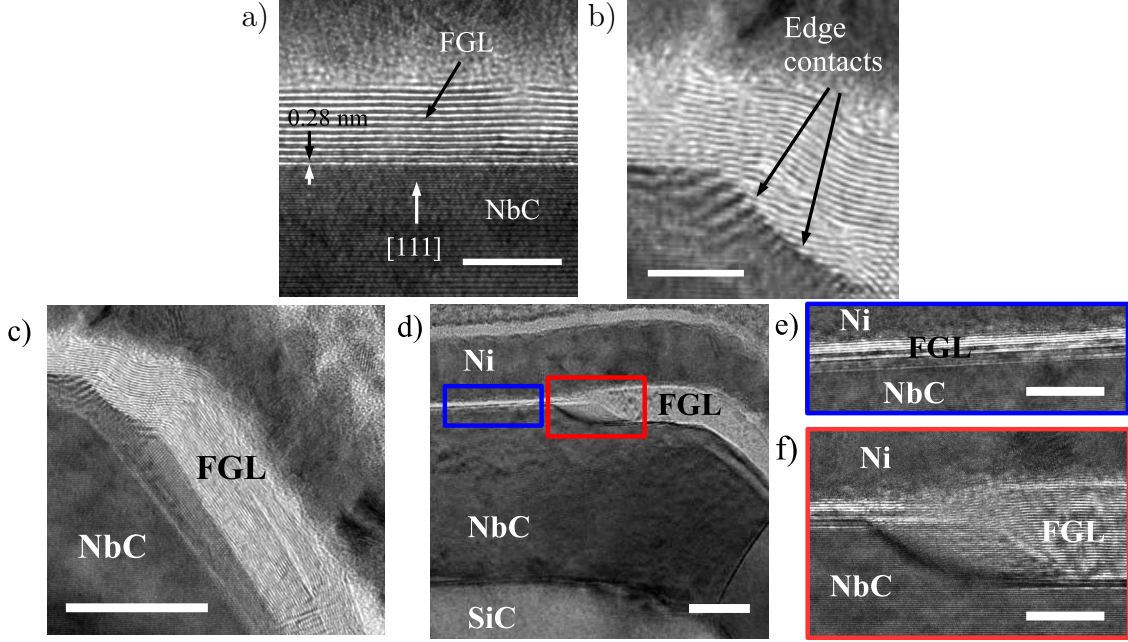 a)
FGL
0.28 nm
NbC
[111]
b)
Edge
contacts
c)
FGL
NbC
d)
Ni
FGL
NbC
SiC
e)
Ni
FGL
NbC
f)
Ni
FGL
NbC